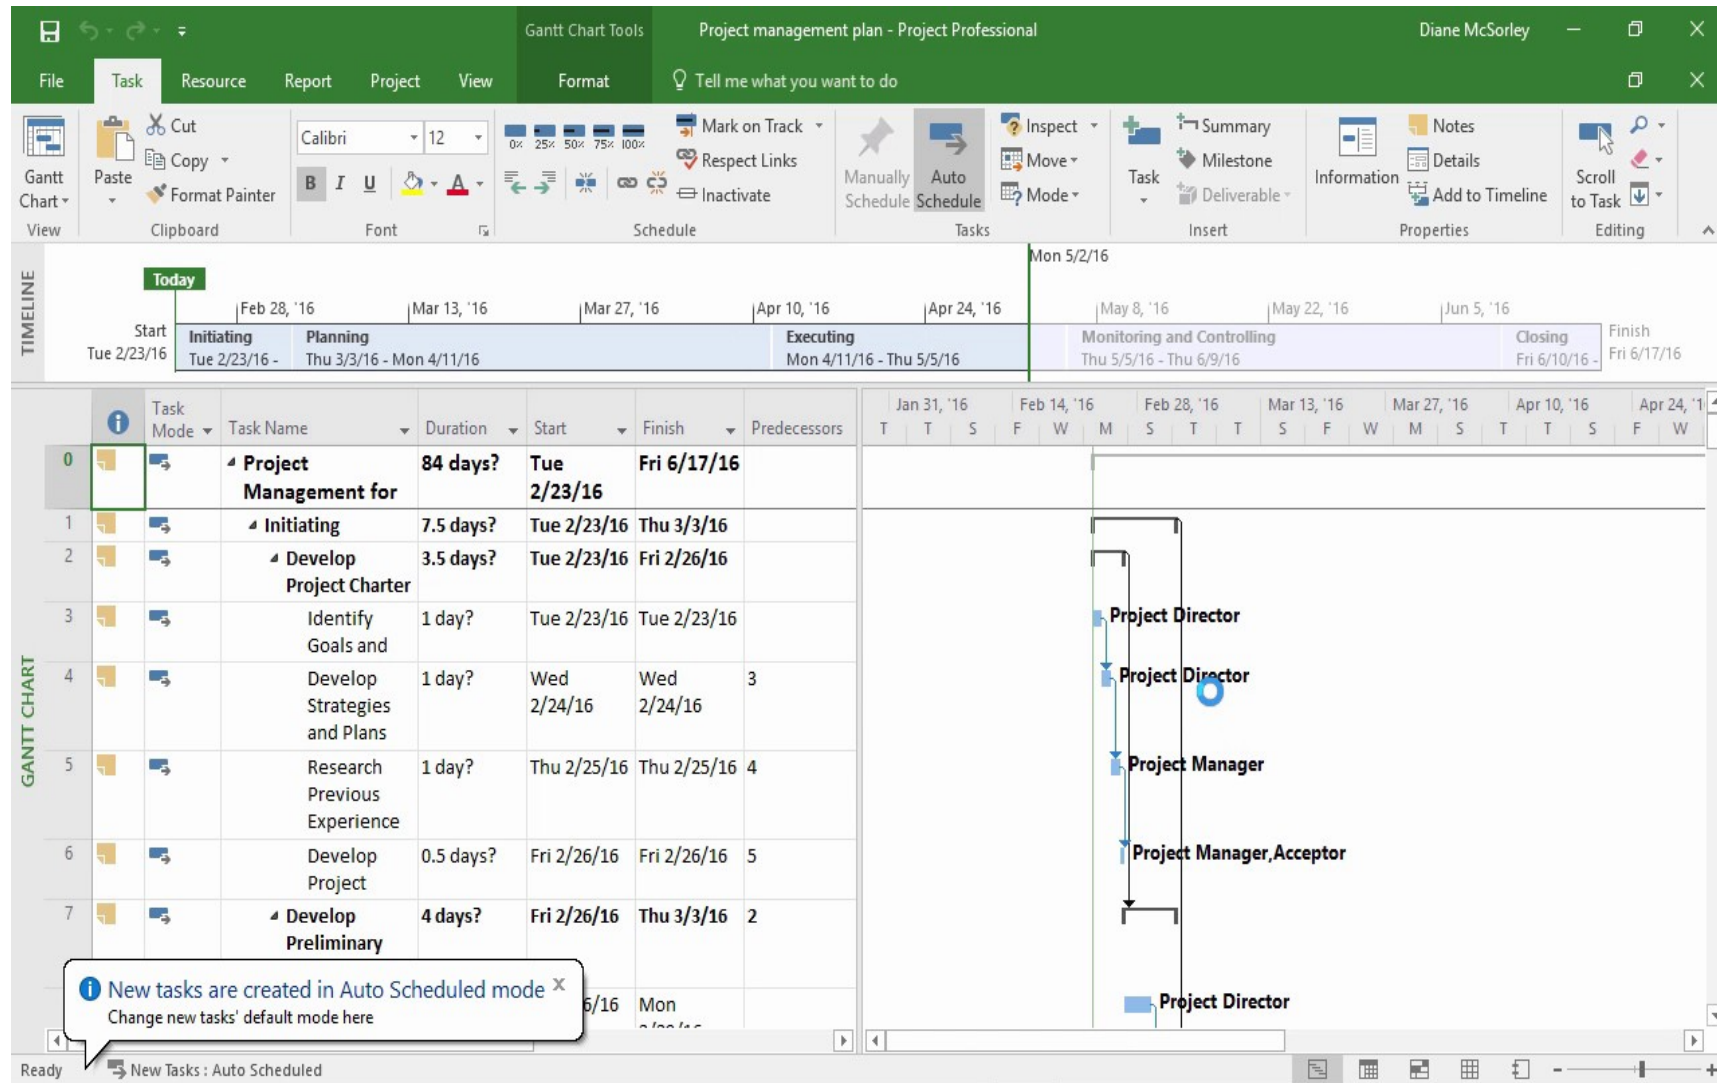 Gantt Chart Tools
Project management plan - Project Professional
Diane McSorley
File Task Resource Report Project View Format Tell me what you want to do
Gantt Chart
View
Paste
Cut
Copy
Format Painter
Clipboard
Calibri 12
B I U A
Font
0% 25% 50% 75% 100%
Mark on Track
Respect Links
Inactivate
Schedule
Manually Schedule
Auto Schedule
Inspect
Move
Mode
Tasks
Task
Summary
Milestone
Deliverable
Insert
Information
Notes
Details
Add to Timeline
Properties
Scroll to Task
Editing
TIMELINE
Mon 5/2/16
Today
Feb 28, '16 Mar 13, '16 Mar 27, '16 Apr 10, '16 Apr 24, '16 May 8, '16 May 22, '16 Jun 5, '16
Start
Tue 2/23/16
Initiating
Tue 2/23/16 -
Planning
Thu 3/3/16 - Mon 4/11/16
Executing
Mon 4/11/16 - Thu 5/5/16
Monitoring and Controlling
Thu 5/5/16 - Thu 6/9/16
Closing
Fri 6/10/16 -
Finish
Fri 6/17/16
GANTT CHART
Task Mode Task Name Duration Start Finish Predecessors
Jan 31, '16 Feb 14, '16 Feb 28, '16 Mar 13, '16 Mar 27, '16 Apr 10, '16 Apr 24, '1
T T S F W M S T T S F W M S T T S F W
0 Project Management for 84 days? Tue 2/23/16 Fri 6/17/16
1 Initiating 7.5 days? Tue 2/23/16 Thu 3/3/16
2 Develop Project Charter 3.5 days? Tue 2/23/16 Fri 2/26/16
3 Identify Goals and 1 day? Tue 2/23/16 Tue 2/23/16 Project Director
4 Develop Strategies and Plans 1 day? Wed 2/24/16 Wed 2/24/16 3 Project Director
5 Research Previous Experience 1 day? Thu 2/25/16 Thu 2/25/16 4 Project Manager
6 Develop Project 0.5 days? Fri 2/26/16 Fri 2/26/16 5 Project Manager,Acceptor
7 Develop Preliminary 4 days? Fri 2/26/16 Thu 3/3/16 2
6/16 Mon Project Director
New tasks are created in Auto Scheduled mode X
Change new tasks' default mode here
Ready New Tasks : Auto Scheduled